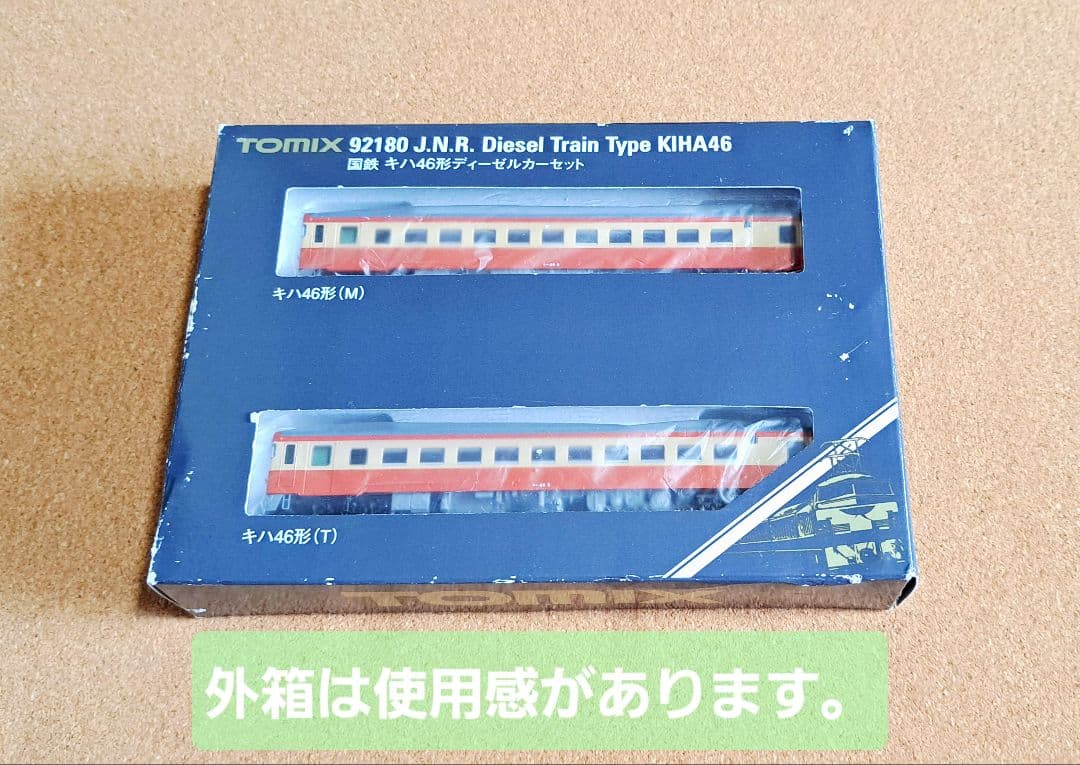 TOMIX 92180 J.N.R. Diesel Train Type KIHA46
国鉄 キハ46形ディーゼルカーセット
キハ46形(M)
キハ46形(T)
TOMIX
外箱は使用感があります。